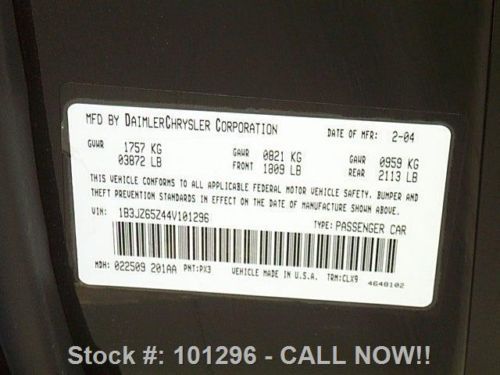 MFD BY DAIMLERCHRYSLER CORPORATION DATE OF MFR: 2-04
GVWR 1757 KG GAWR 0821 KG GAWR 0959 KG
03872 LB FRONT 1809 LB REAR 2113 LB
THIS VEHICLE CONFORMS TO ALL APPLICABLE FEDERAL MOTOR VEHICLE SAFETY, BUMPER AND
THEFT PREVENTION STANDARDS IN EFFECT ON THE DATE OF MANUFACTURE SHOWN ABOVE.
VIN: 1B3JZ65Z44V101296 TYPE: PASSENGER CAR
MDH: 022509 201AA PNT:PX3 VEHICLE MADE IN U.S.A. TRM:CLX9
4648102
Stock #: 101296 - CALL NOW!!